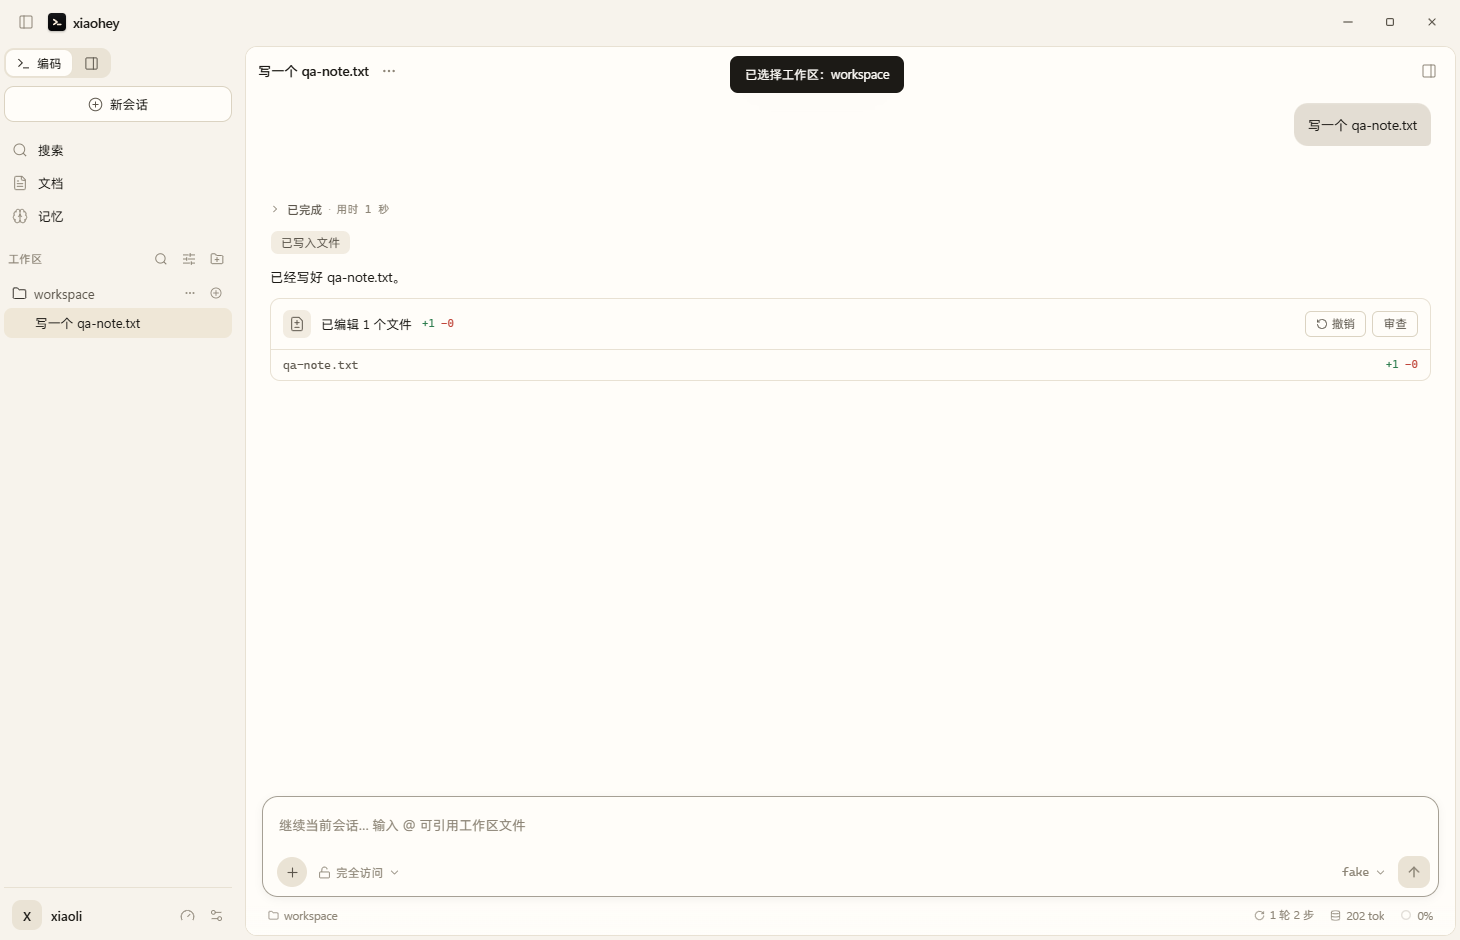 xiaohey
编码
新会话
搜索
文档
记忆
工作区
workspace
写一个 qa-note.txt
X xiaoli
写一个 qa-note.txt
已选择工作区：workspace
写一个 qa-note.txt
已完成 · 用时 1 秒
已写入文件
已经写好 qa-note.txt。
已编辑 1 个文件 +1 -0 撤销 审查
qa-note.txt +1 -0
继续当前会话... 输入 @ 可引用工作区文件
完全访问 fake
workspace 1 轮 2 步 202 tok 0%